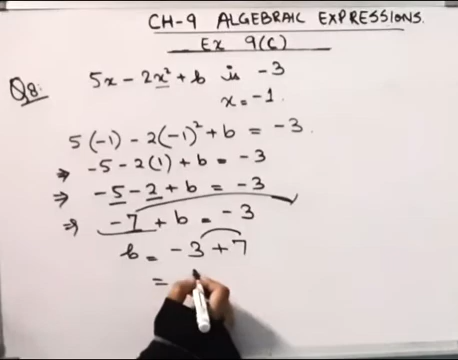 CH-9 ALGEBRAIC EXPRESSIONS.
Ex 9(C)
Q8: 5x - 2x² + b is -3
x = -1.
5(-1) - 2(-1)² + b = -3.
⇒ -5 - 2(1) + b = -3
⇒ -5 - 2 + b = -3
⇒ -7 + b = -3
b = -3 + 7
=